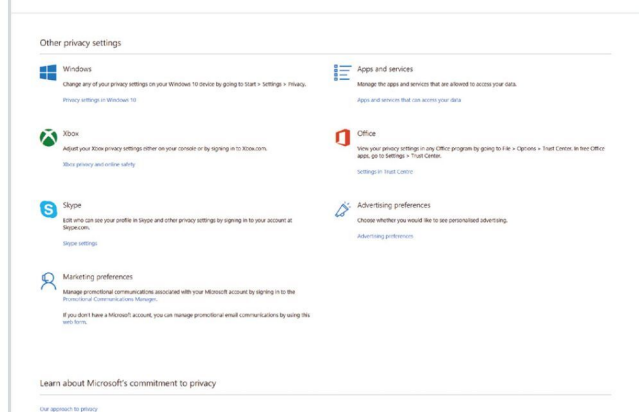 Other privacy settings
Windows
Change any of your privacy settings on your Windows 10 device by going to Start > Settings > Privacy.
Privacy settings in Windows 10
Apps and services
Manage the apps and services that are allowed to access your data.
Apps and services that can access your data
Xbox
Adjust your Xbox privacy settings either on your console or by signing in to Xbox.com.
Xbox privacy and online safety
Office
View your privacy settings in any Office program by going to File > Options > Trust Center. In free Office
apps, go to Settings > Trust Center.
Settings in Trust Centre
Skype
Edit who can see your profile in Skype and other privacy settings by signing in to your account at
Skype.com.
Skype settings
Advertising preferences
Choose whether you would like to see personalised advertising.
Advertising preferences
Marketing preferences
Manage promotional communications associated with your Microsoft account by signing in to the
Promotional Communications Manager.
If you don't have a Microsoft account, you can manage promotional email communications by using this
web form.
Learn about Microsoft's commitment to privacy
Our approach to privacy